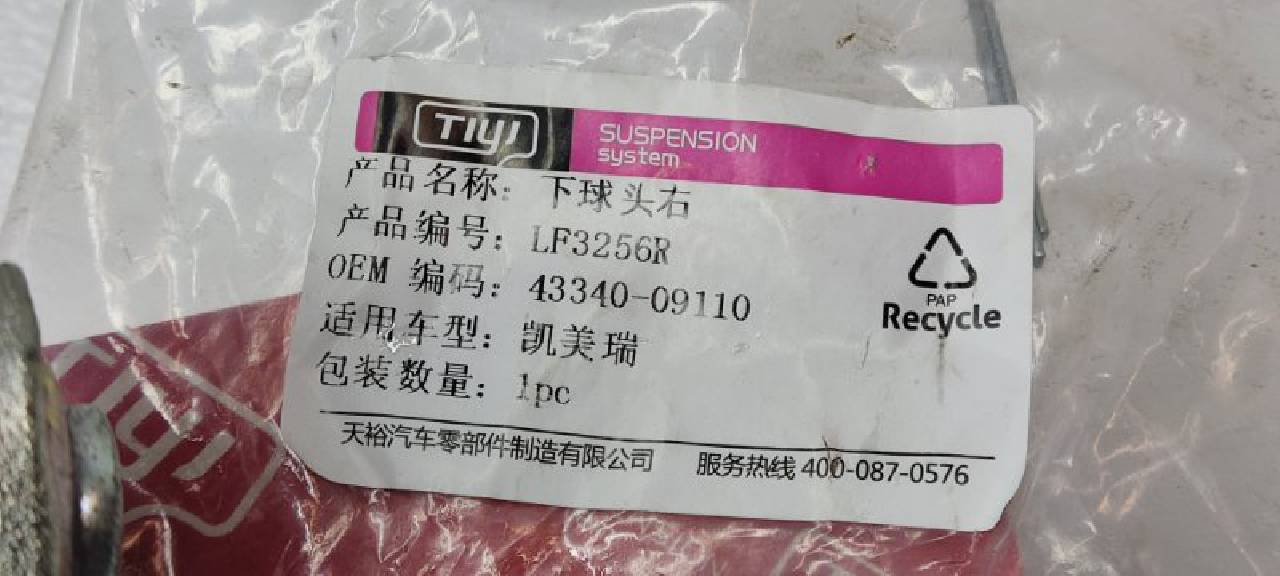 TIYI
SUSPENSION
system
产品名称：下球头右
产品编号：LF3256R
OEM 编码：43340-09110
适用车型：凯美瑞
包装数量：1pc
PAP
Recycle
天裕汽车零部件制造有限公司 服务热线 400-087-0576
TIYI